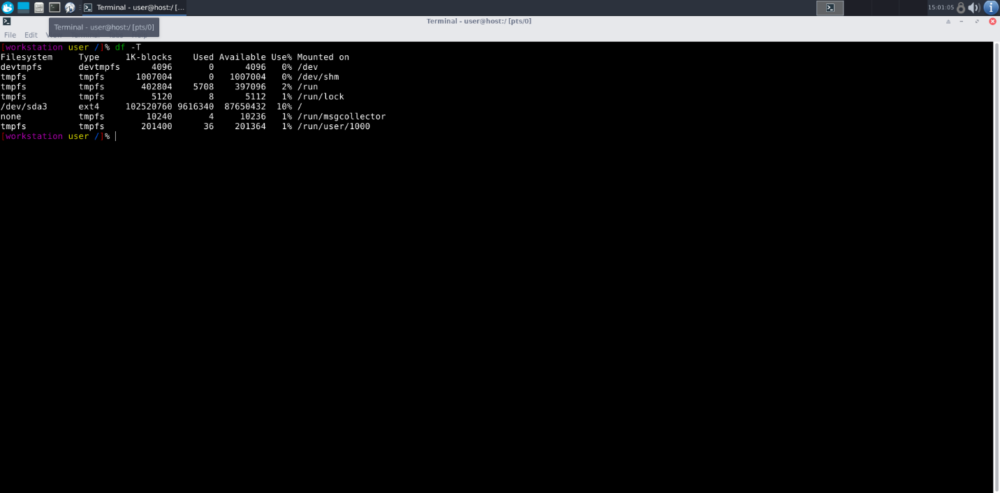 Terminal - user@host:/ [...
15:01:05
Terminal - user@host:/ [pts/0]
Terminal - user@host:/ [pts/0]
File Edit
[workstation user /]% df -T
Filesystem     Type     1K-blocks    Used Available Use% Mounted on
devtmpfs       devtmpfs      4096       0      4096   0% /dev
tmpfs          tmpfs      1007004       0   1007004   0% /dev/shm
tmpfs          tmpfs       402804    5708    397096   2% /run
tmpfs          tmpfs         5120       8      5112   1% /run/lock
/dev/sda3      ext4     102520760 9616340  87650432  10% /
none           tmpfs        10240       4     10236   1% /run/msgcollector
tmpfs          tmpfs       201400      36    201364   1% /run/user/1000
[workstation user /]%